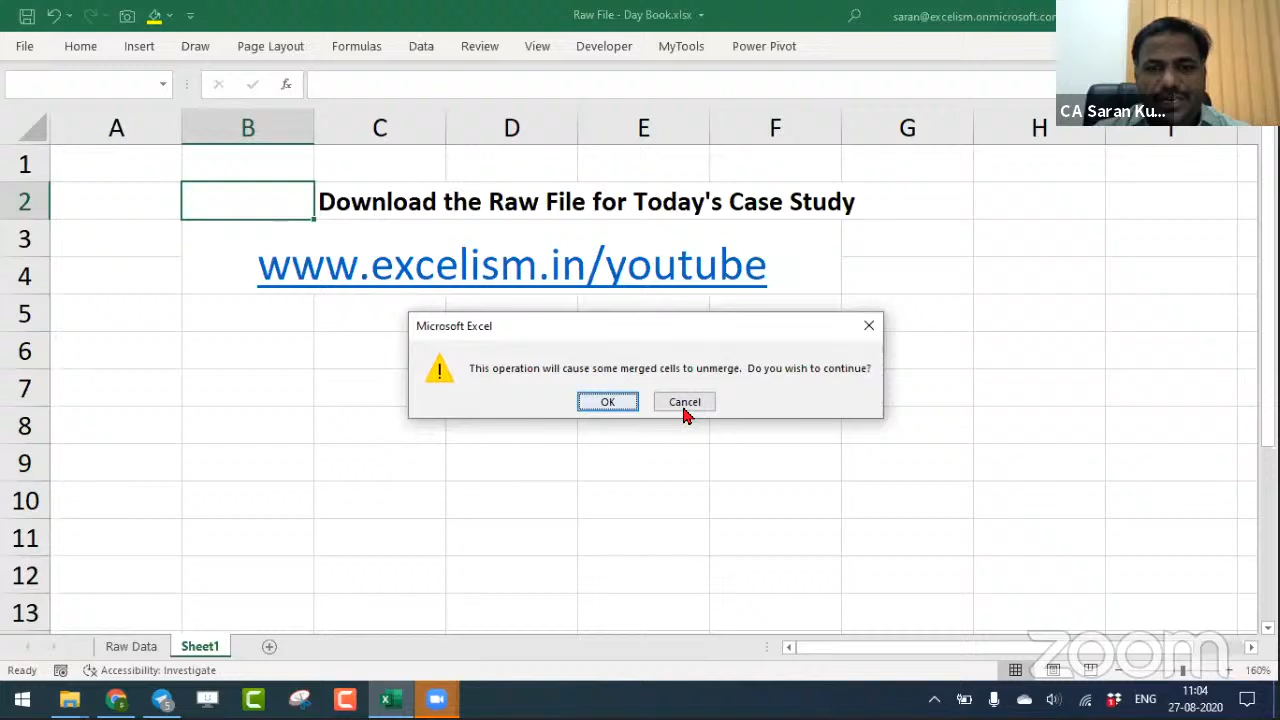 Raw File - Day Book.xlsx
saran@excelism.onmicrosoft.com
File Home Insert Draw Page Layout Formulas Data Review View Developer MyTools Power Pivot
CA Saran Ku...
fx
A B C D E F G H
1
2 Download the Raw File for Today's Case Study
3
www.excelism.in/youtube
4
5
Microsoft Excel
6
This operation will cause some merged cells to unmerge. Do you wish to continue?
7
OK Cancel
8
9
10
11
12
13
Raw Data Sheet1
zoom
Ready Accessibility: Investigate 160%
ENG 11:04
27-08-2020